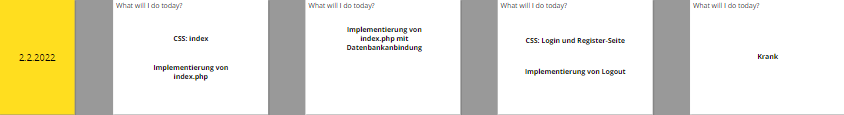 2.2.2022
What will I do today?
CSS: index
Implementierung von
index.php
What will I do today?
Implementierung von
index.php mit
Datenbankanbindung
What will I do today?
CSS: Login und Register-Seite
Implementierung von Logout
What will I do today?
Krank